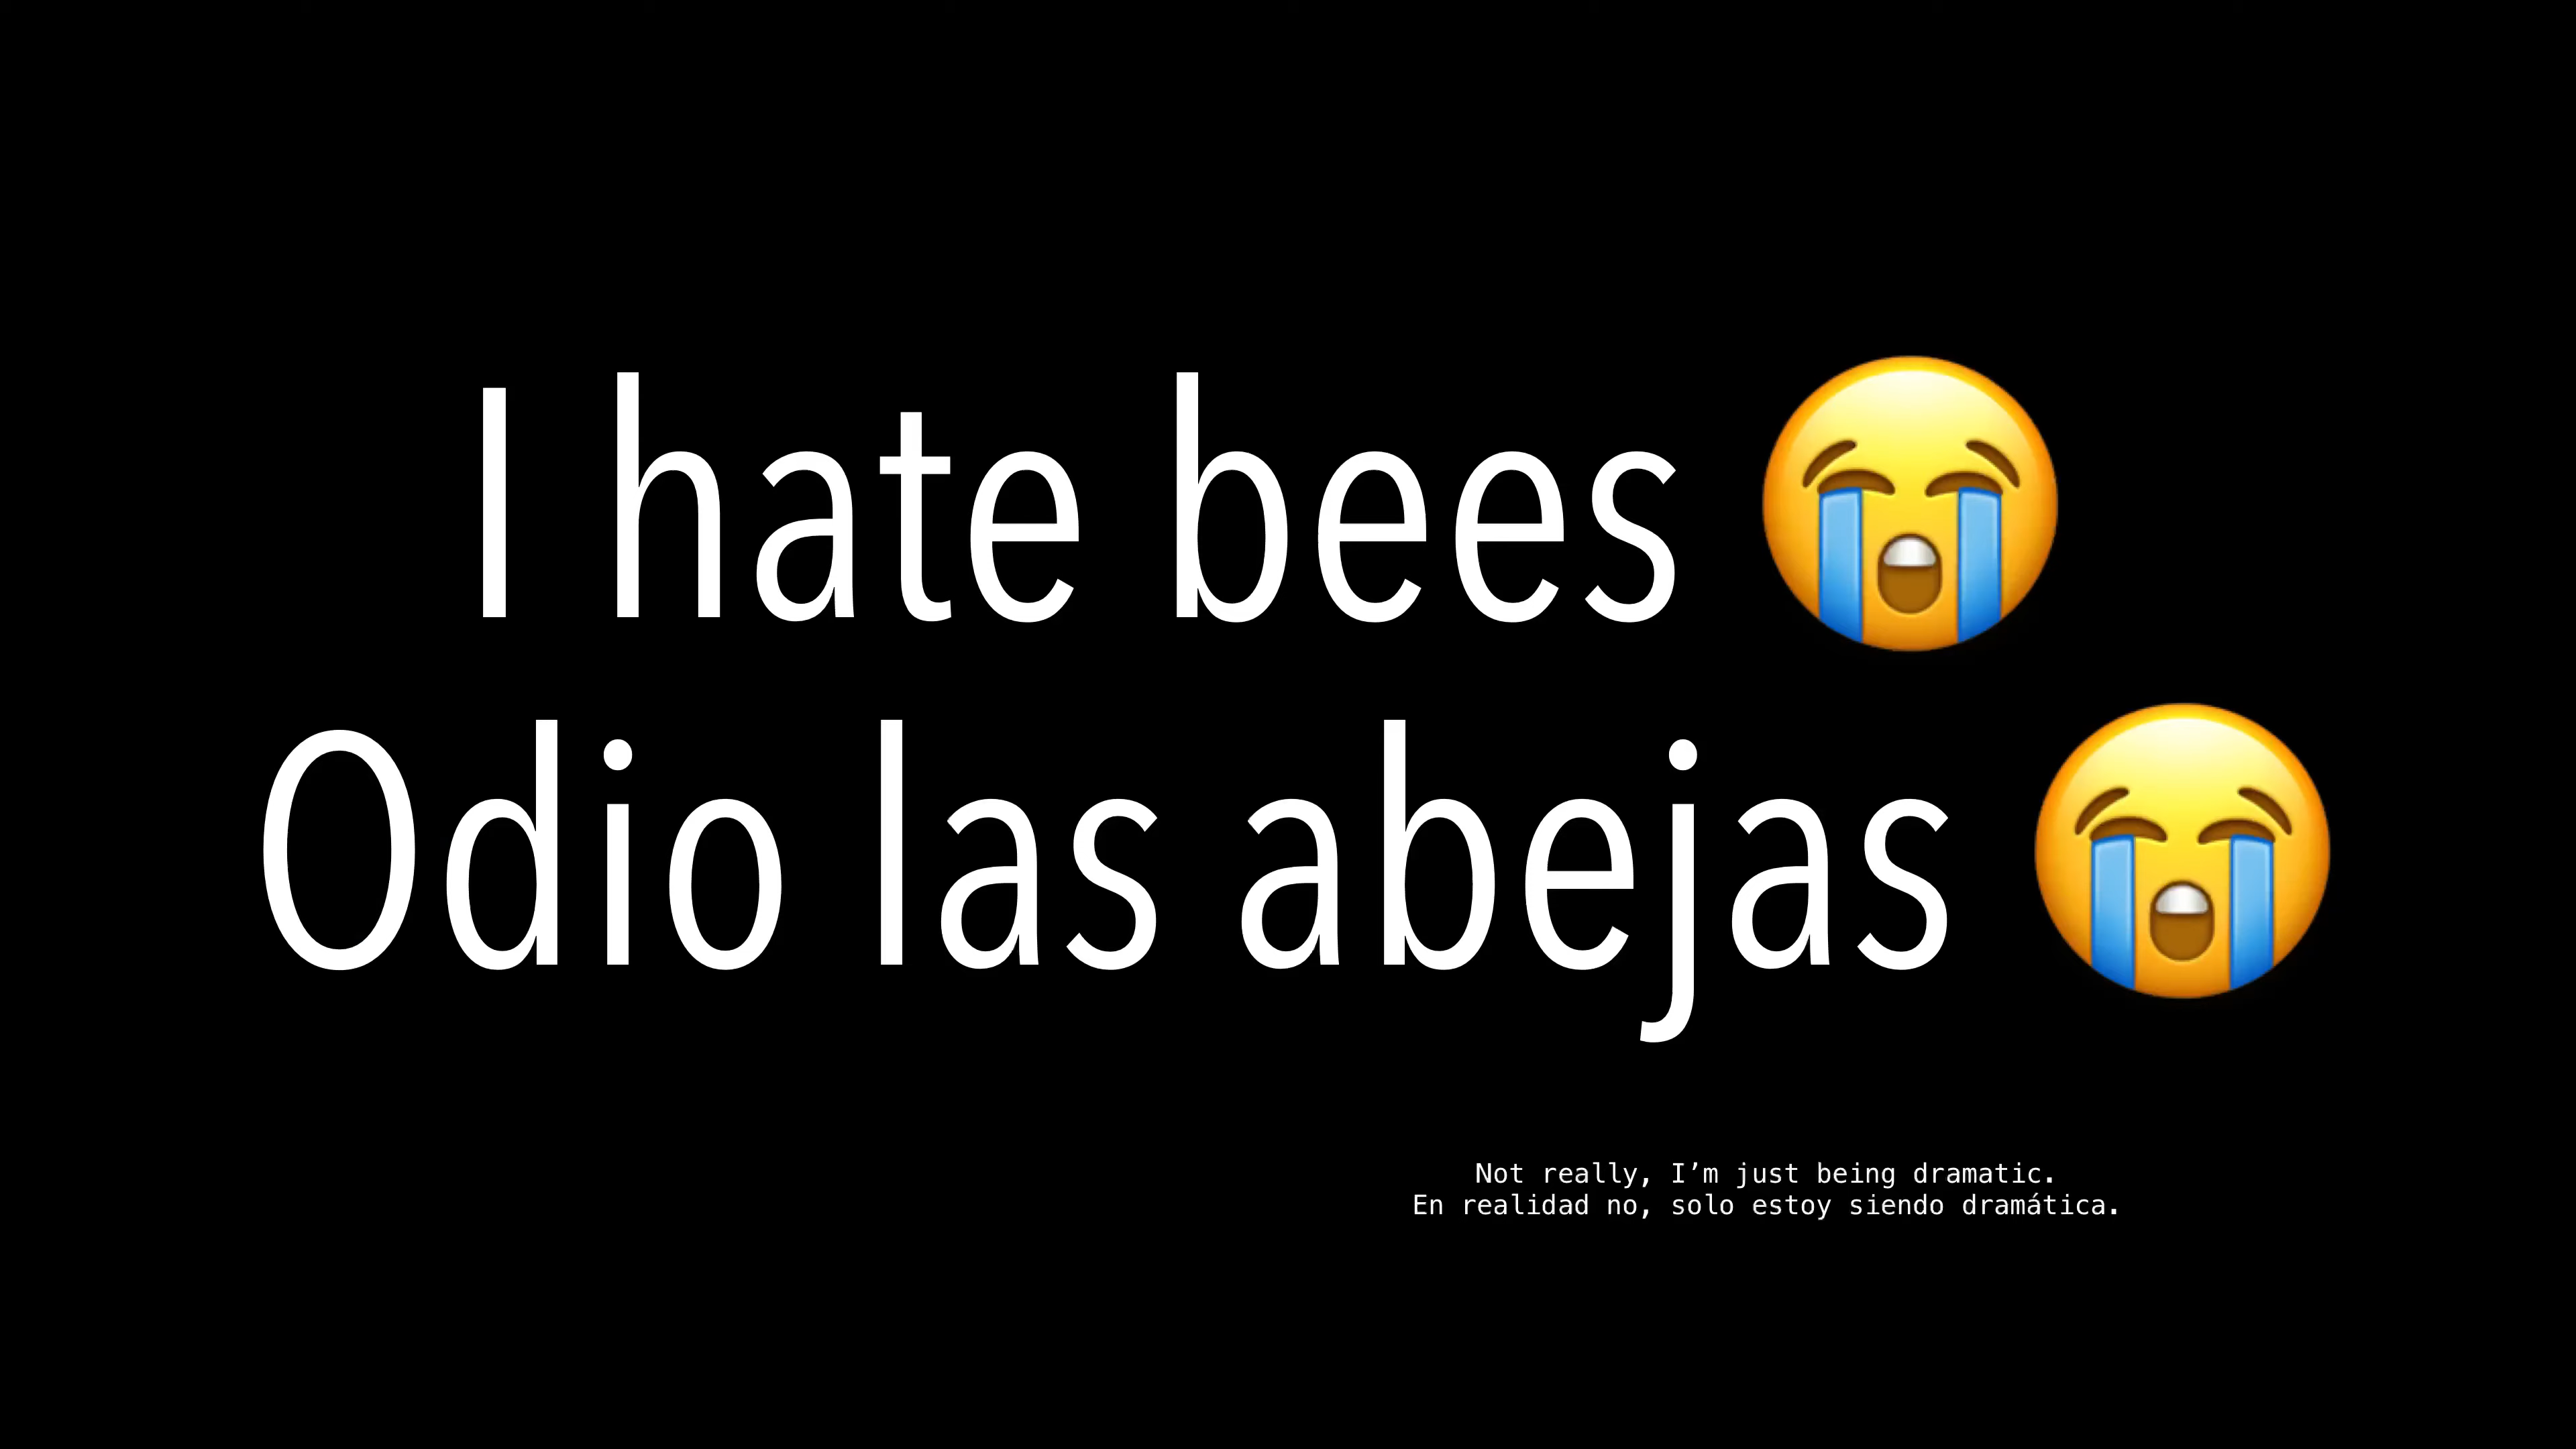 I hate bees 😭
Odio las abejas 😭
Not really, I’m just being dramatic.
En realidad no, solo estoy siendo dramática.